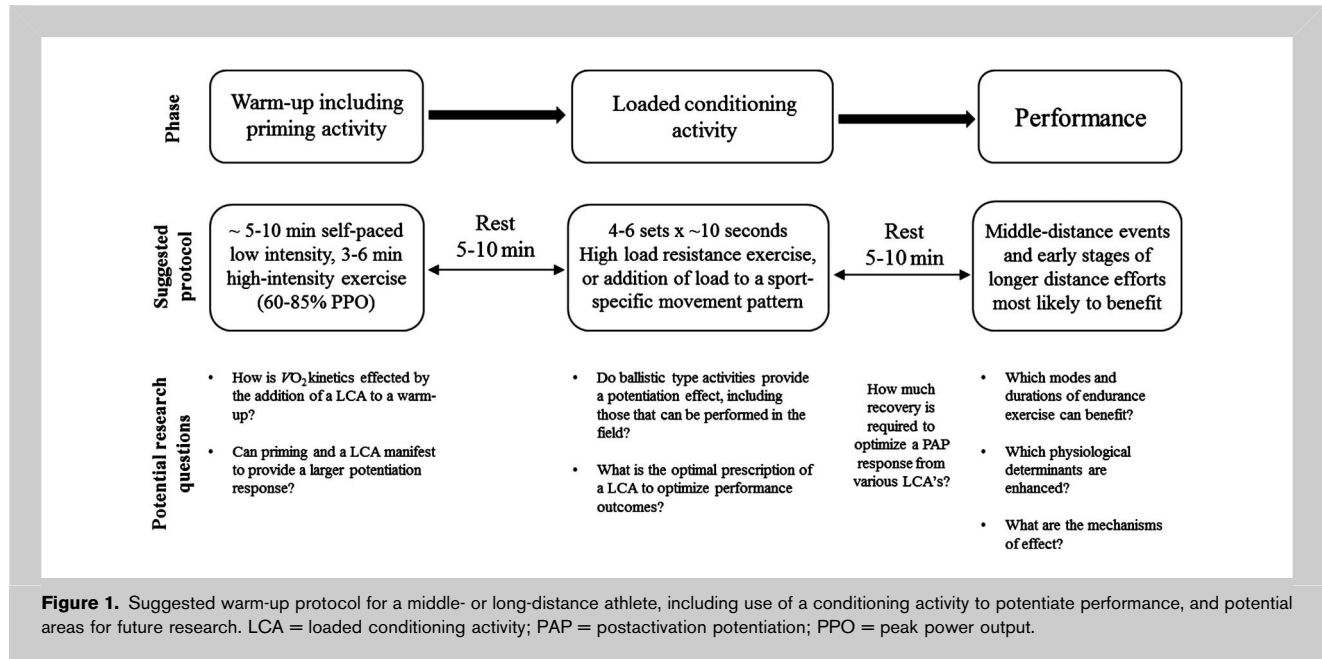 Phase
Warm-up including
priming activity
Loaded conditioning
activity
Performance
Suggested
protocol
~ 5-10 min self-paced
low intensity, 3-6 min
high-intensity exercise
(60-85% PPO)
Rest
5-10 min
4-6 sets x ~10 seconds
High load resistance exercise,
or addition of load to a sport-
specific movement pattern
Rest
5-10 min
Middle-distance events
and early stages of
longer distance efforts
most likely to benefit
Potential research
questions
• How is VO2 kinetics effected by
the addition of a LCA to a warm-
up?
• Can priming and a LCA manifest
to provide a larger potentiation
response?
• Do ballistic type activities provide
a potentiation effect, including
those that can be performed in the
field?
• What is the optimal prescription of
a LCA to optimize performance
outcomes?
How much
recovery is
required to
optimize a PAP
response from
various LCA's?
• Which modes and
durations of endurance
exercise can benefit?
• Which physiological
determinants are
enhanced?
• What are the mechanisms
of effect?
Figure 1. Suggested warm-up protocol for a middle- or long-distance athlete, including use of a conditioning activity to potentiate performance, and potential
areas for future research. LCA = loaded conditioning activity; PAP = postactivation potentiation; PPO = peak power output.